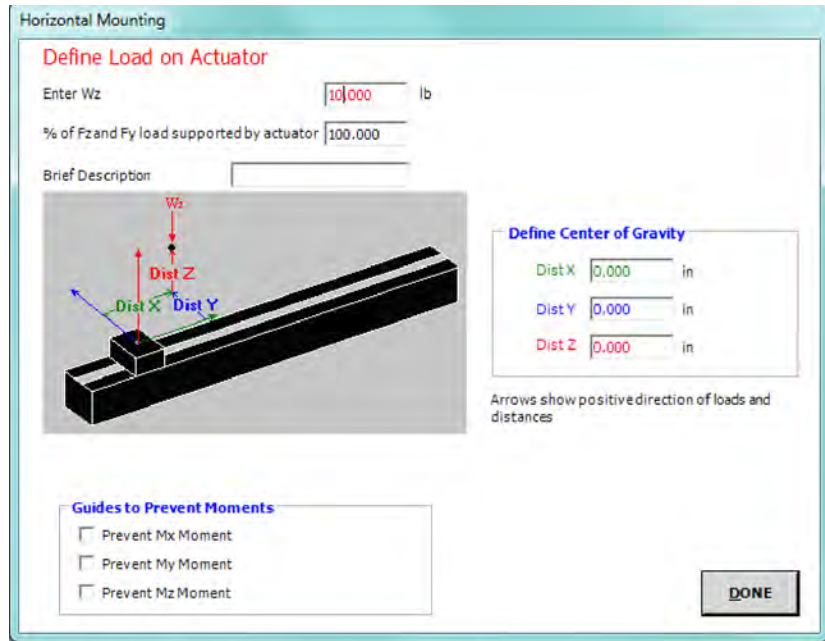 Horizontal Mounting
Define Load on Actuator
Enter Wz 10.000 lb
% of Fzand Fy load supported by actuator 100.000
Brief Description
Wz
Dist Z
Dist X Dist Y
Define Center of Gravity
Dist X 0.000 in
Dist Y 0.000 in
Dist Z 0.000 in
Arrows show positive direction of loads and
distances
Guides to Prevent Moments
Prevent Mx Moment
Prevent My Moment
Prevent Mz Moment
DONE